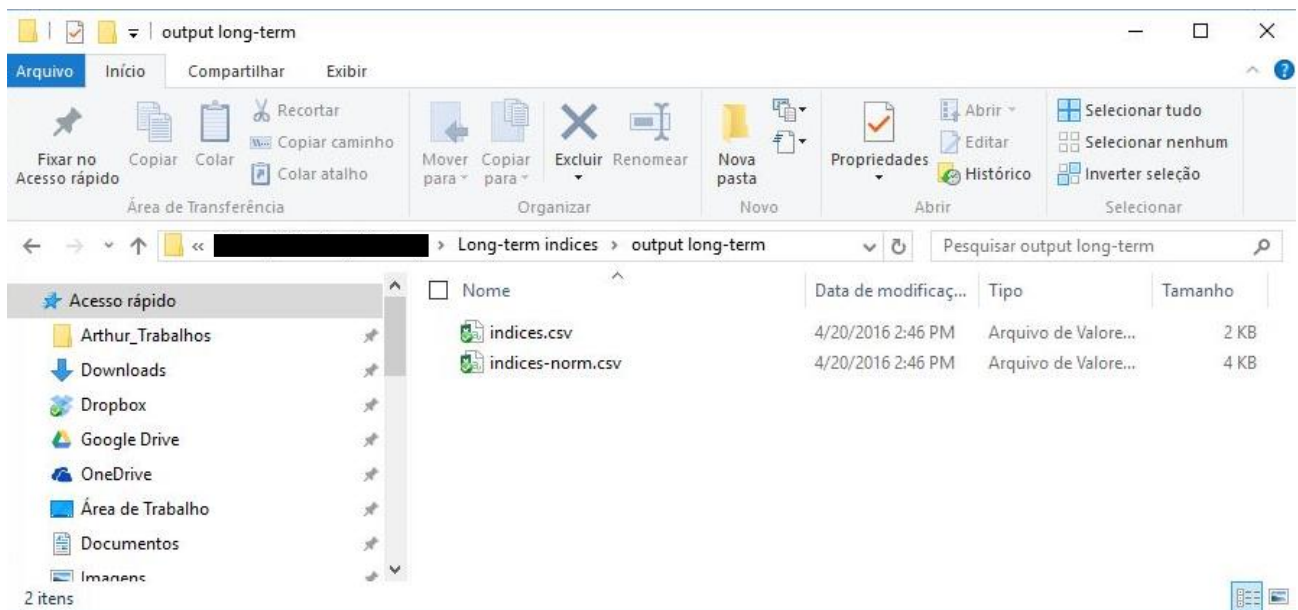 output long-term
Arquivo Início Compartilhar Exibir
Fixar no Acesso rápido
Copiar
Colar
Recortar
Copiar caminho
Colar atalho
Área de Transferência
Mover para
Copiar para
Excluir
Renomear
Organizar
Nova pasta
Novo
Propriedades
Abrir
Editar
Histórico
Abrir
Selecionar tudo
Selecionar nenhum
Inverter seleção
Selecionar
« › Long-term indices › output long-term
Pesquisar output long-term
Acesso rápido
Arthur_Trabalhos
Downloads
Dropbox
Google Drive
OneDrive
Área de Trabalho
Documentos
Imagens
Nome Data de modificaç... Tipo Tamanho
indices.csv 4/20/2016 2:46 PM Arquivo de Valore... 2 KB
indices-norm.csv 4/20/2016 2:46 PM Arquivo de Valore... 4 KB
2 itens